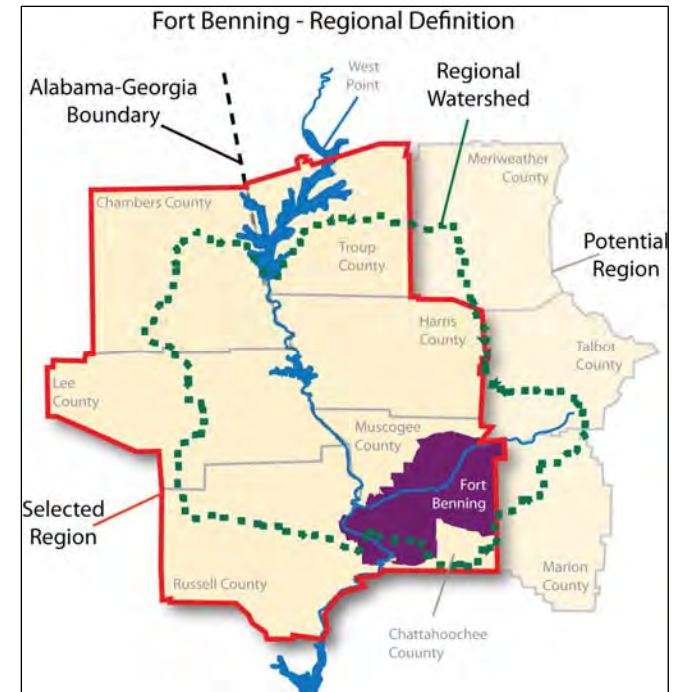 Fort Benning - Regional Definition
West
Point
Regional
Watershed
Alabama-Georgia
Boundary
Meriweather
County
Chambers County
Troup
County
Potential
Region
Harris
County
Talbot
County
Lee
County
Muscogee
County
Fort
Benning
Selected
Region
Russell County
Marion
County
Chattahoochee
Couunty